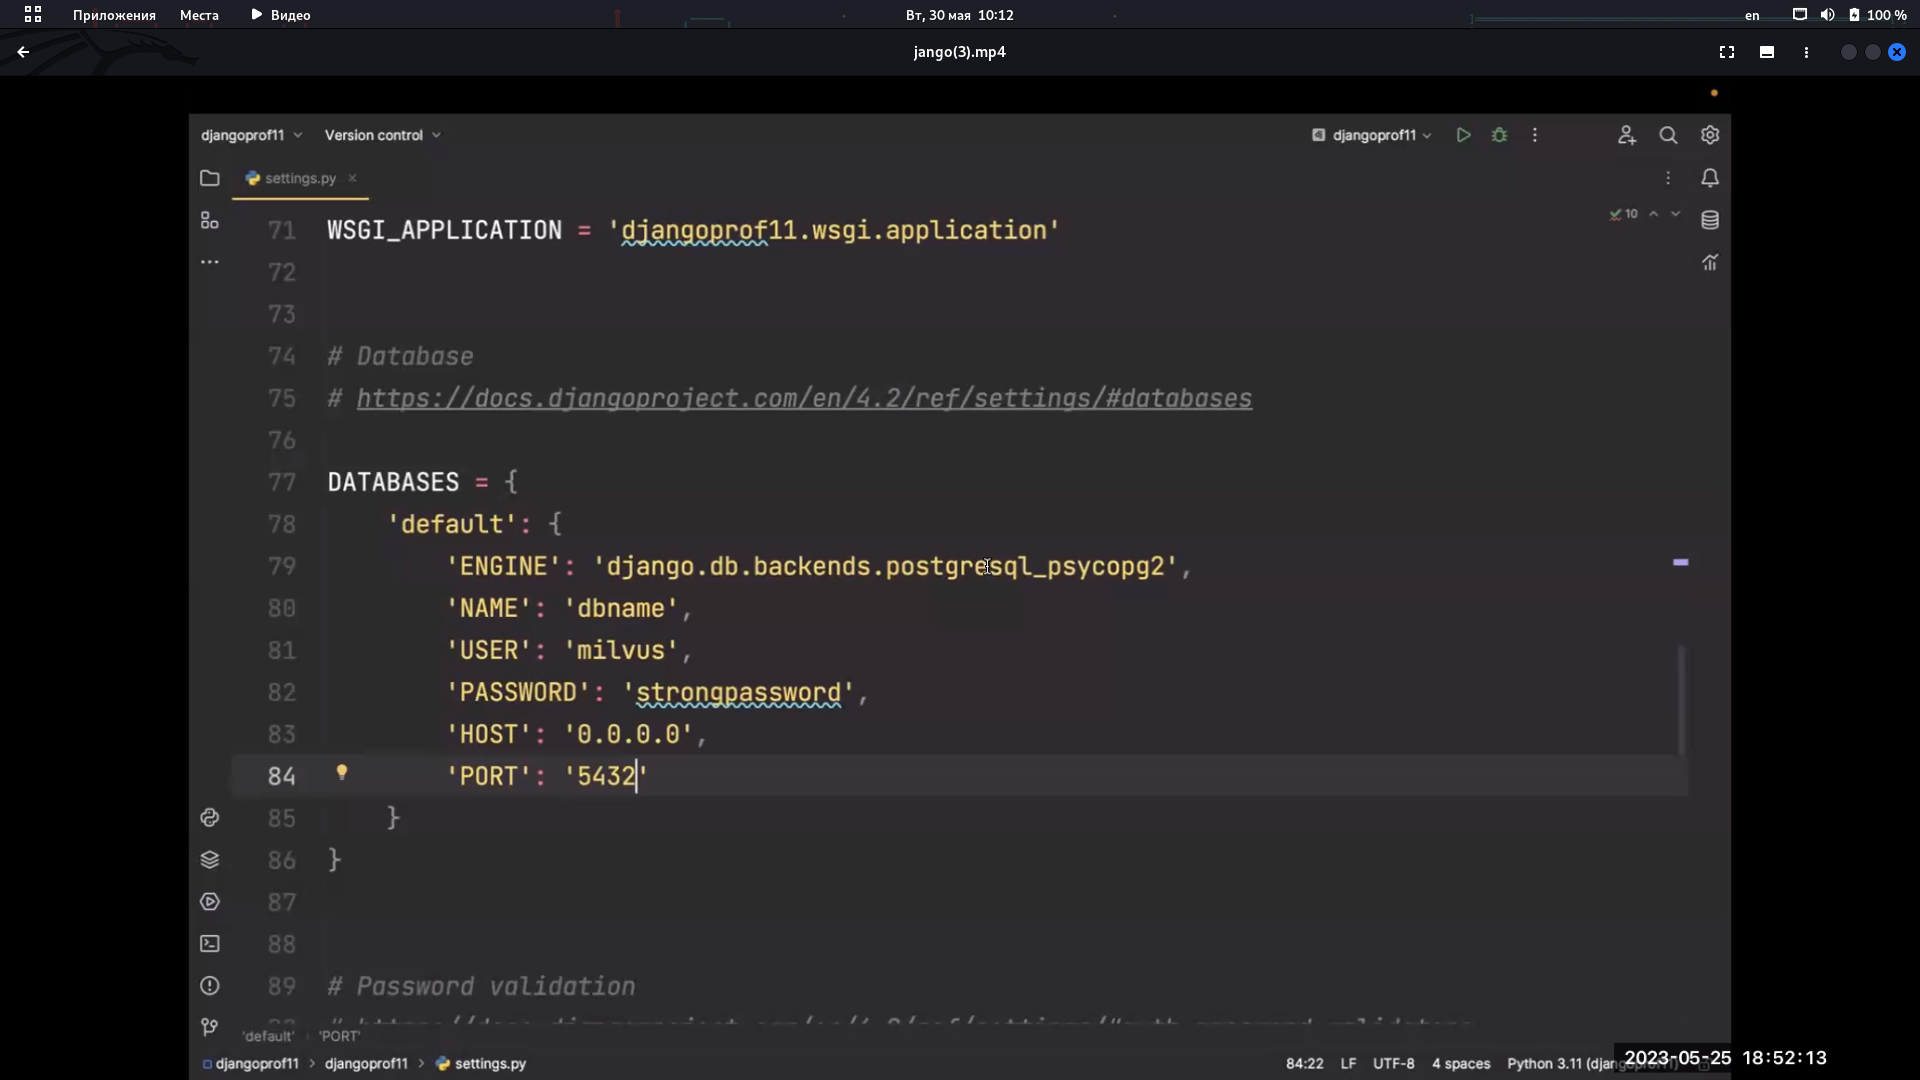 Приложения Места Видео Вт, 30 мая 10:12 en 100 %
jango(3).mp4
djangoprof11 Version control djangoprof11
settings.py
10
71 WSGI_APPLICATION = 'djangoprof11.wsgi.application'
72
73
74 # Database
75 # https://docs.djangoproject.com/en/4.2/ref/settings/#databases
76
77 DATABASES = {
78 'default': {
79 'ENGINE': 'django.db.backends.postgresql_psycopg2',
80 'NAME': 'dbname',
81 'USER': 'milvus',
82 'PASSWORD': 'strongpassword',
83 'HOST': '0.0.0.0',
84 'PORT': '5432'
85 }
86 }
87
88
89 # Password validation
'default' 'PORT'
djangoprof11 > djangoprof11 > settings.py 84:22 LF UTF-8 4 spaces Python 3.11
2023-05-25 18:52:13